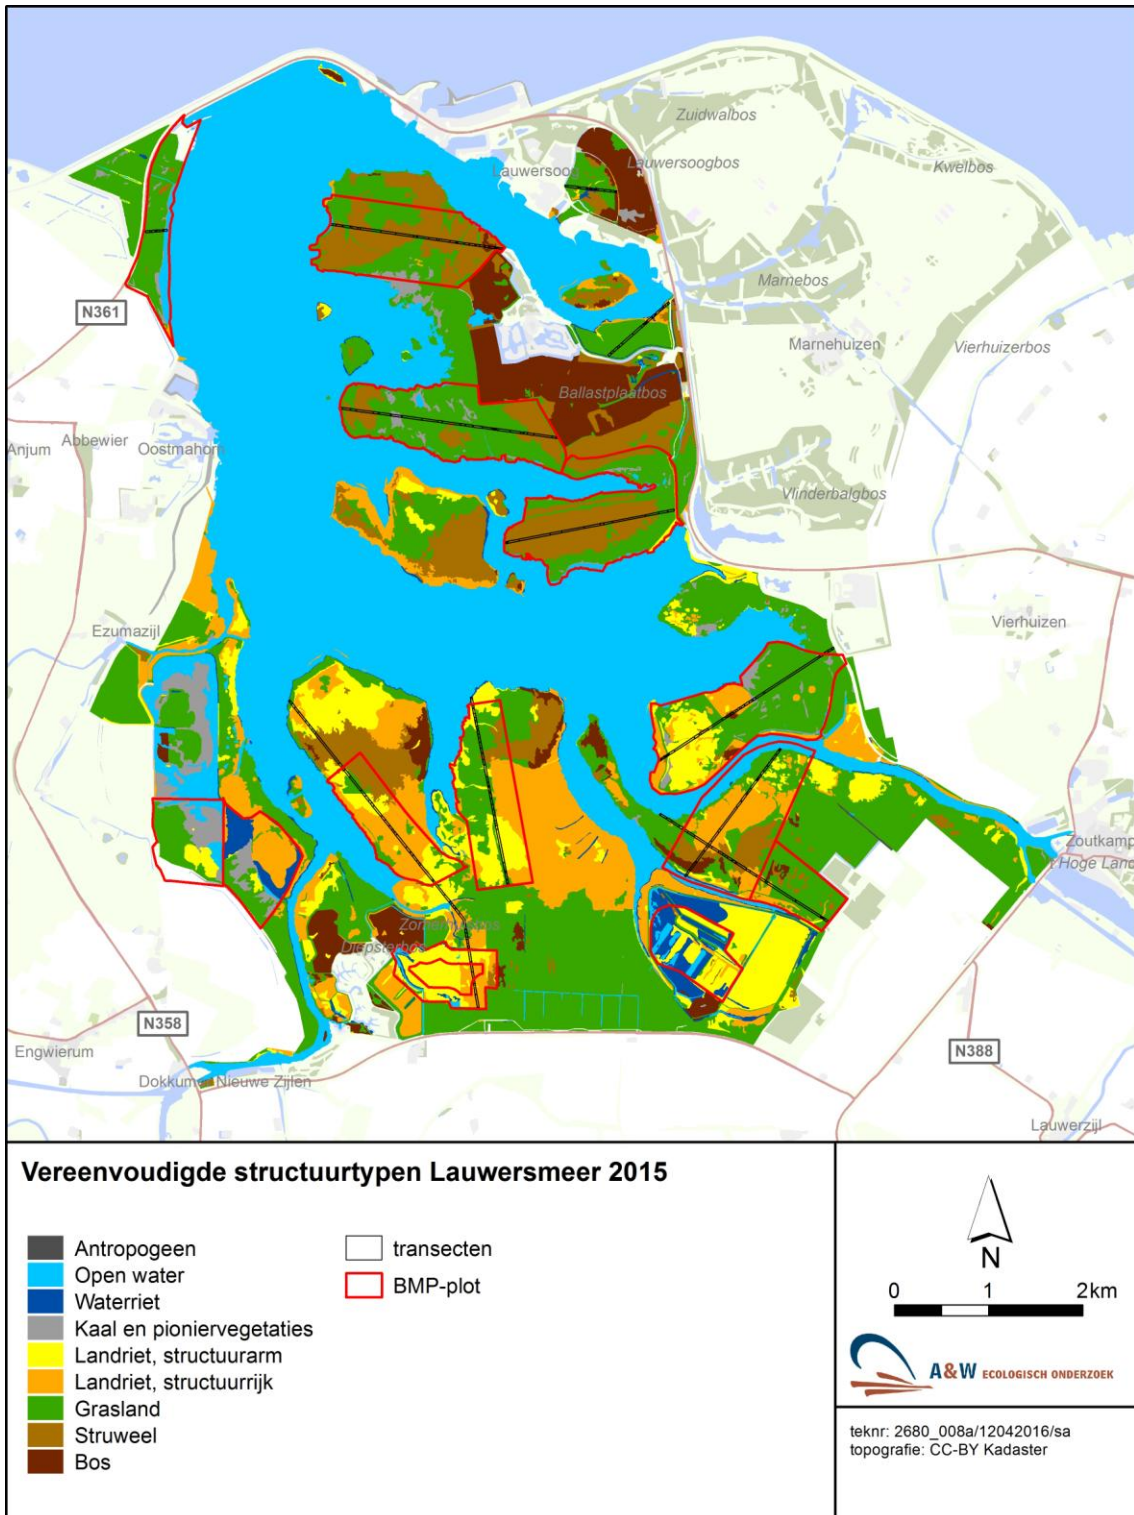 Zuidwalbos
Lauwersoogbos
Kwelbos
Lauwersoog
Marnebos
N361
Marnehuizen
Vierhuizerbos
Ballastplaatbos
Anjum
Abbewier
Oostmahorn
Vlinderbalgbos
Ezumazijl
Vierhuizen
Zoutkamp
Hoge Land
Diepsterbos
N358
Engwierum
N388
Nieuwe Zijlen
Lauwerzijl
Vereenvoudigde structuurtypen Lauwersmeer 2015
Antropogeen
Open water
Waterriet
Kaal en pioniervegetaties
Landriet, structuurarm
Landriet, structuurrijk
Grasland
Struweel
Bos
transecten
BMP-plot
N
0 1 2km
A&W ECOLOGISCH ONDERZOEK
teknr: 2680_008a/12042016/sa
topografie: CC-BY Kadaster